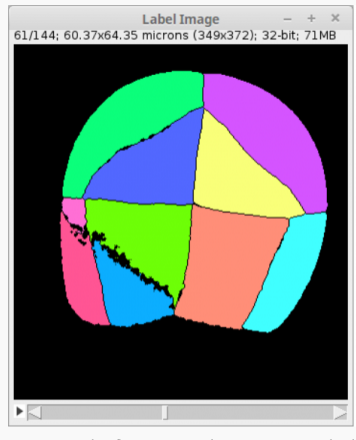 Label Image
61/144; 60.37x64.35 microns (349x372); 32-bit; 71MB